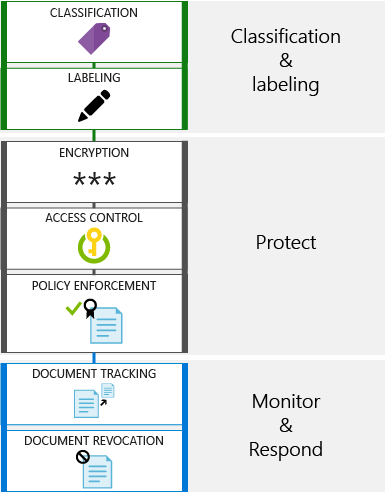 CLASSIFICATION
LABELING
Classification
&
labeling
ENCRYPTION
***
ACCESS CONTROL
POLICY ENFORCEMENT
Protect
DOCUMENT TRACKING
DOCUMENT REVOCATION
Monitor
&
Respond